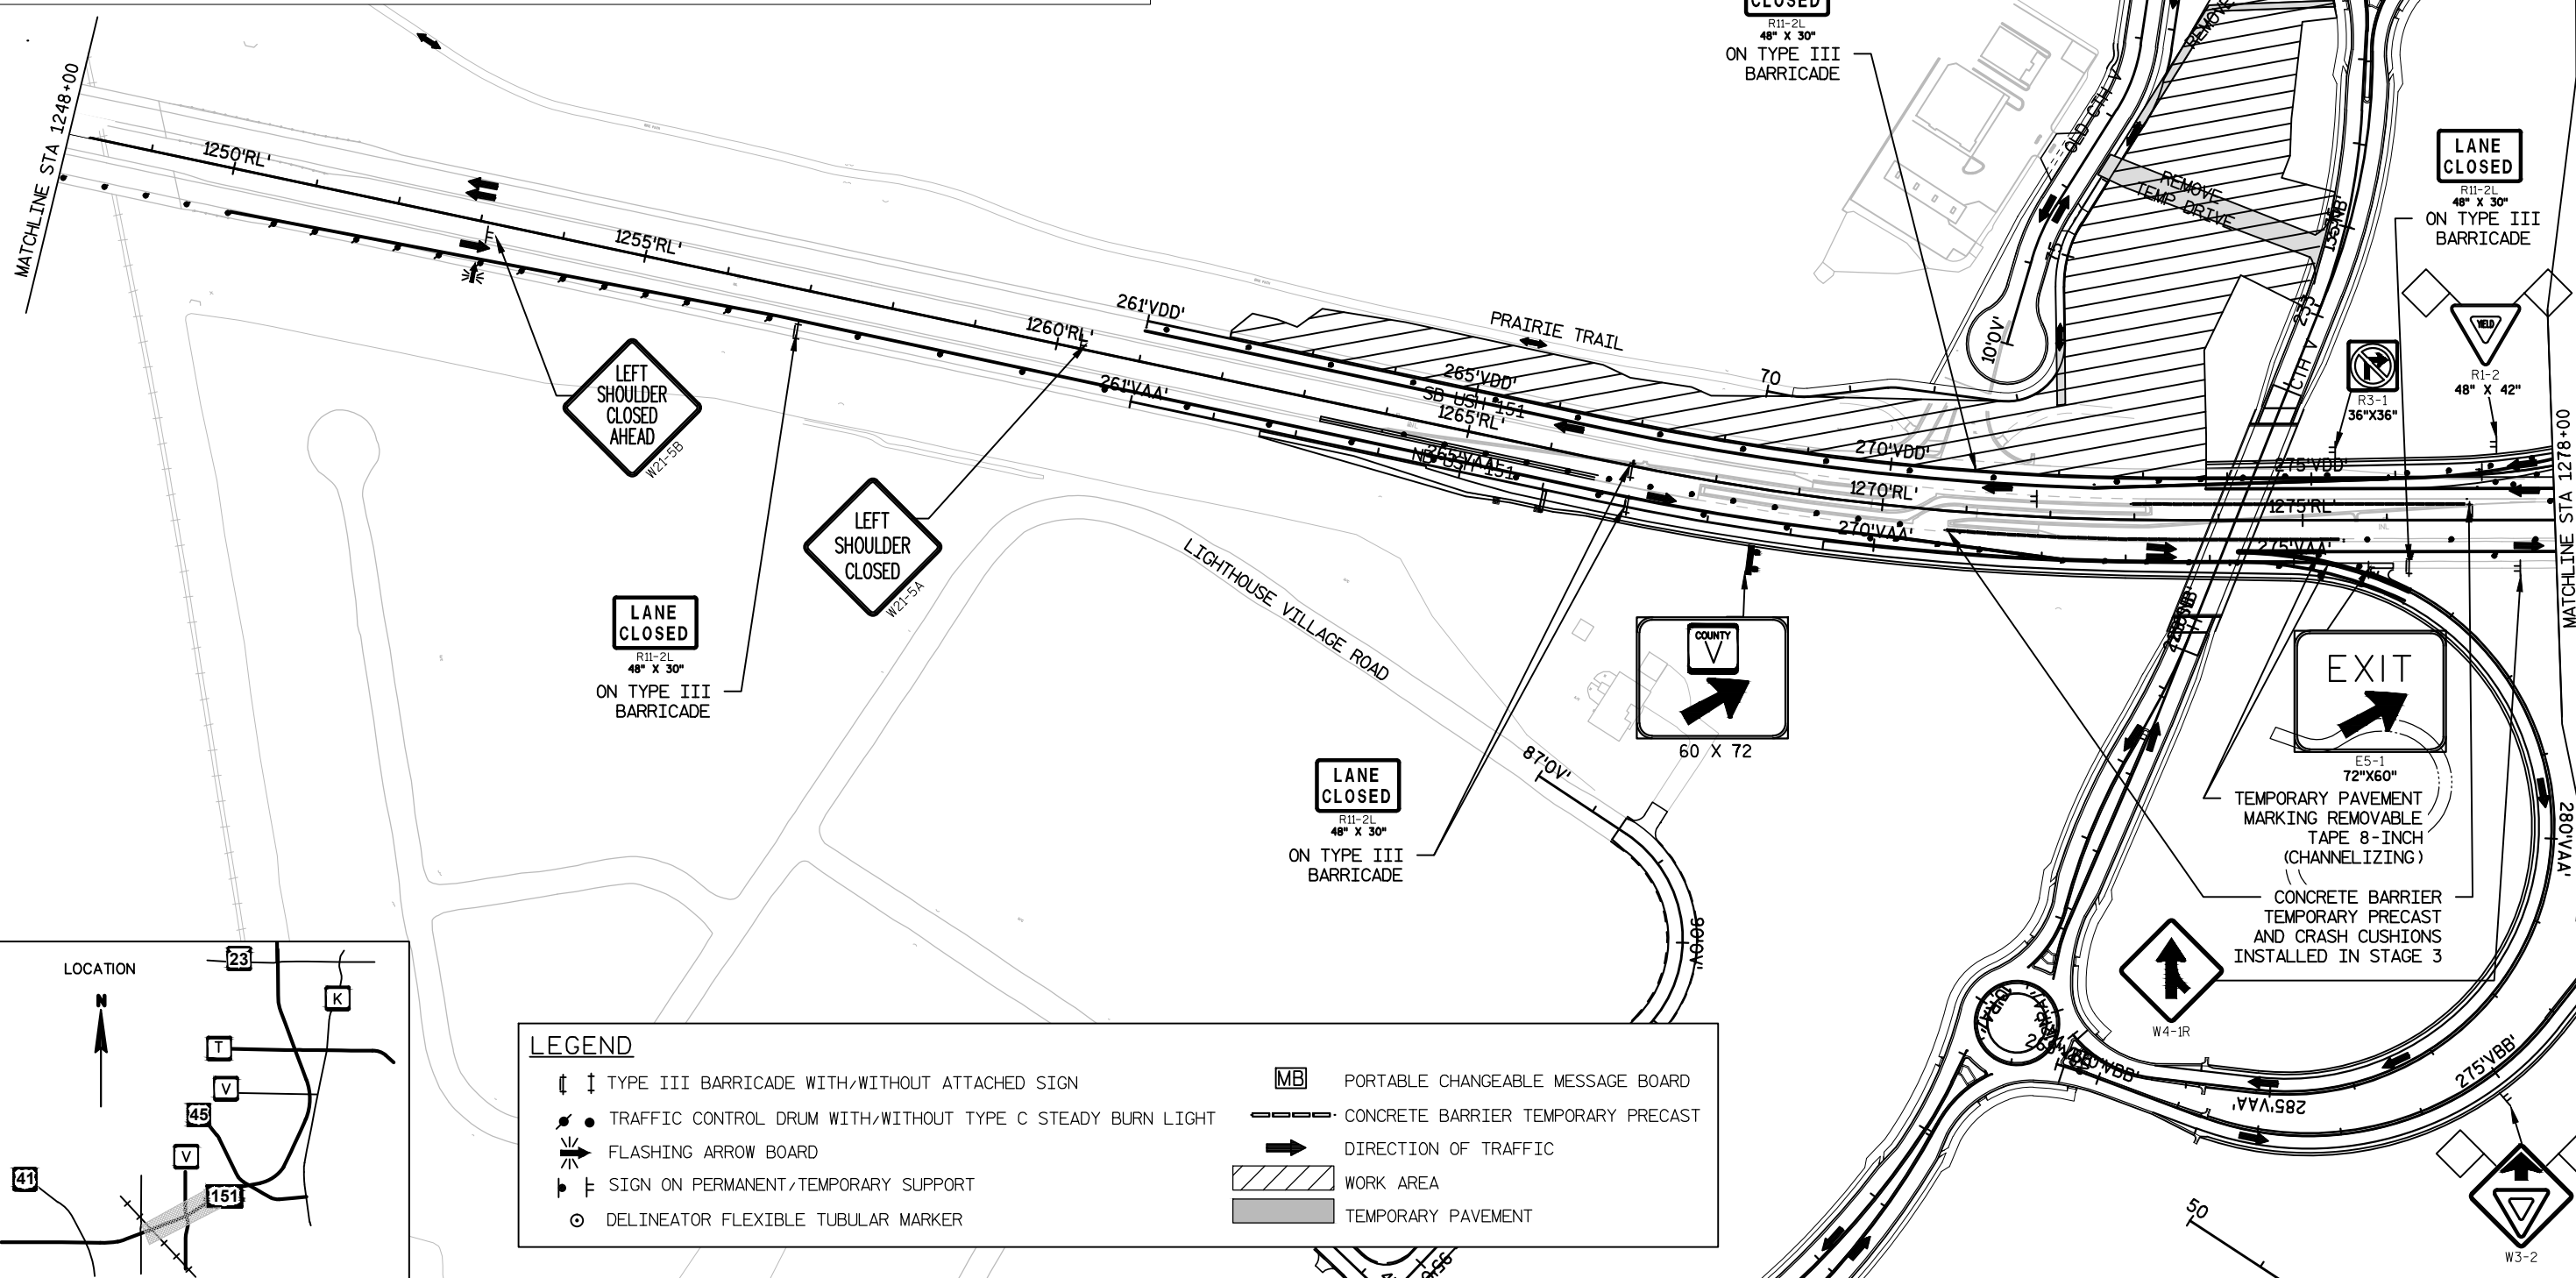 CLOSED
R11-2L
48" X 30"
ON TYPE III
BARRICADE
MATCHLINE STA 1248+00
1250'RL'
1255'RL'
1260'RL'
261'VDD'
261'VAA'
PRAIRIE TRAIL
265'VDD'
SB USH 151
1265'RL'
70
270'VDD'
1270'RL'
270'VAA'
275'VDD'
1275'RL'
275'VAA'
OLD CTH V
REMOVE
REMOVE
TEMP DRIVE
75
10'OV'
CTH V
LANE
CLOSED
R11-2L
48" X 30"
ON TYPE III
BARRICADE
YIELD
R1-2
48" X 42"
R3-1
36"X36"
MATCHLINE STA 1278+00
LEFT
SHOULDER
CLOSED
AHEAD
W21-5B
LEFT
SHOULDER
CLOSED
W21-5A
LANE
CLOSED
R11-2L
48" X 30"
ON TYPE III
BARRICADE
LIGHTHOUSE VILLAGE ROAD
COUNTY
V
60 X 72
LANE
CLOSED
R11-2L
48" X 30"
ON TYPE III
BARRICADE
87'OV'
90'OV'
EXIT
E5-1
72"X60"
TEMPORARY PAVEMENT
MARKING REMOVABLE
TAPE 8-INCH
(CHANNELIZING)
CONCRETE BARRIER
TEMPORARY PRECAST
AND CRASH CUSHIONS
INSTALLED IN STAGE 3
280'VAA'
W4-1R
275'VBB'
285'VAA'
50
W3-2
LOCATION
N
23
K
T
V
45
V
41
151
LEGEND
TYPE III BARRICADE WITH/WITHOUT ATTACHED SIGN
TRAFFIC CONTROL DRUM WITH/WITHOUT TYPE C STEADY BURN LIGHT
FLASHING ARROW BOARD
SIGN ON PERMANENT/TEMPORARY SUPPORT
DELINEATOR FLEXIBLE TUBULAR MARKER
MB PORTABLE CHANGEABLE MESSAGE BOARD
CONCRETE BARRIER TEMPORARY PRECAST
DIRECTION OF TRAFFIC
WORK AREA
TEMPORARY PAVEMENT